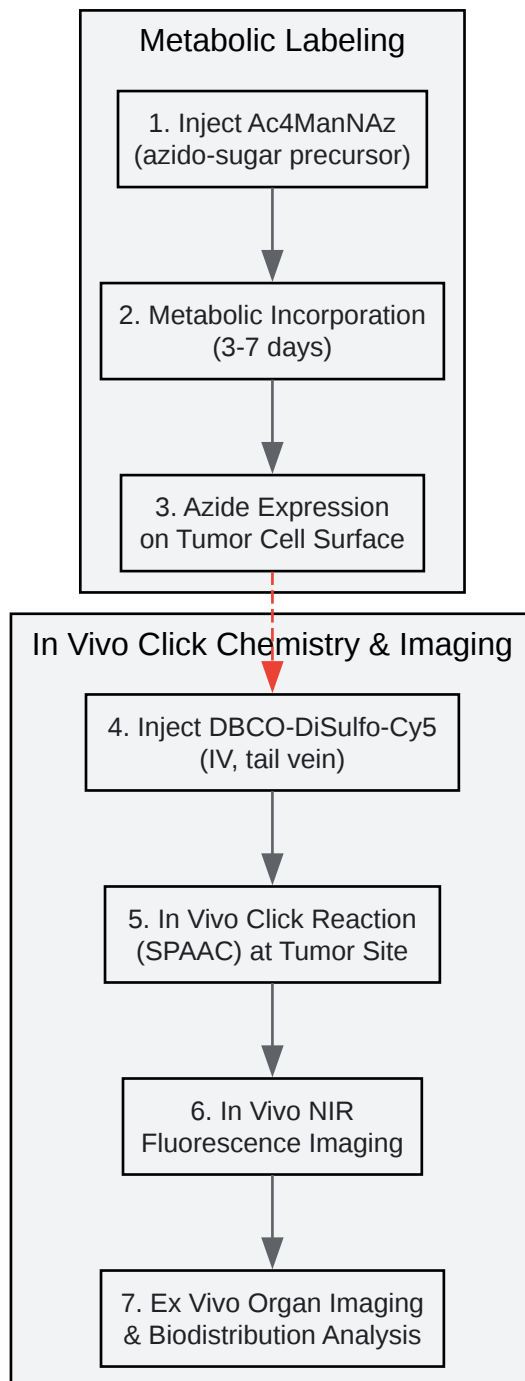 Metabolic Labeling
1. Inject Ac4ManNAz
(azido-sugar precursor)
2. Metabolic Incorporation
(3-7 days)
3. Azide Expression
on Tumor Cell Surface
In Vivo Click Chemistry & Imaging
4. Inject DBCO-DiSulfo-Cy5
(IV, tail vein)
5. In Vivo Click Reaction
(SPAAC) at Tumor Site
6. In Vivo NIR
Fluorescence Imaging
7. Ex Vivo Organ Imaging
& Biodistribution Analysis